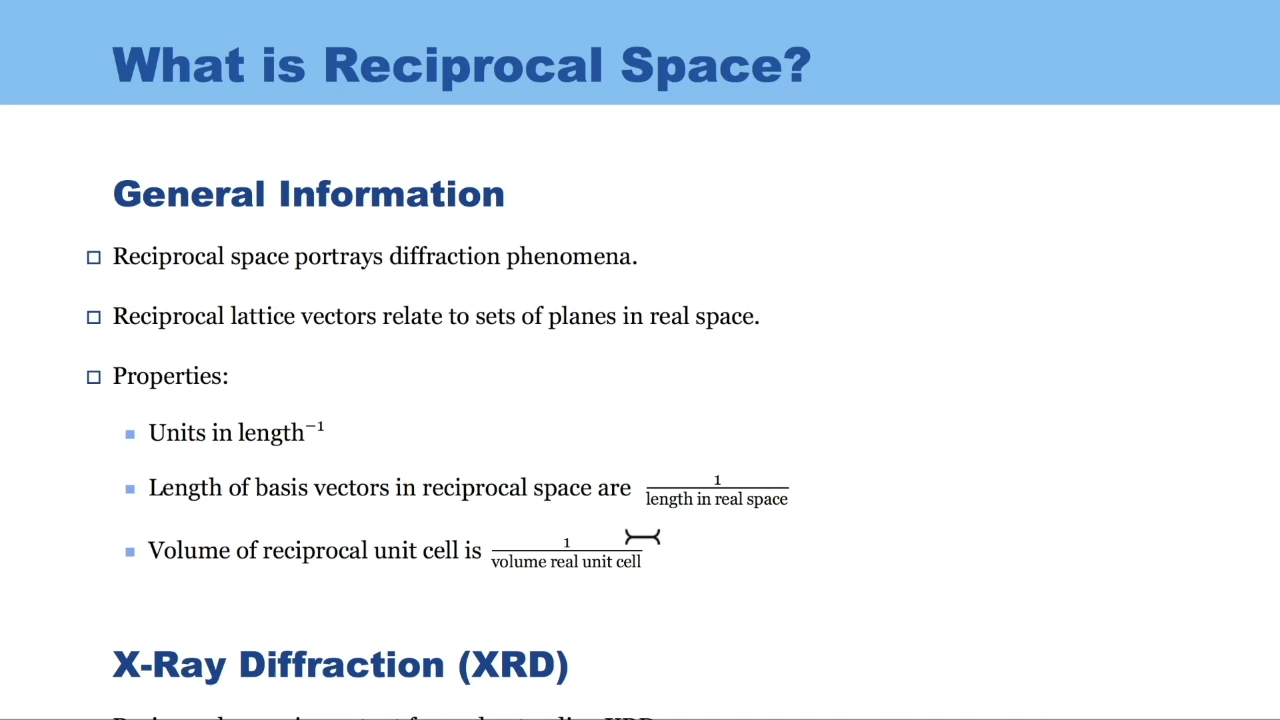 What is Reciprocal Space?
General Information
Reciprocal space portrays diffraction phenomena.
Reciprocal lattice vectors relate to sets of planes in real space.
Properties:
Units in length⁻¹
Length of basis vectors in reciprocal space are 1/length in real space
Volume of reciprocal unit cell is 1/volume real unit cell
X-Ray Diffraction (XRD)